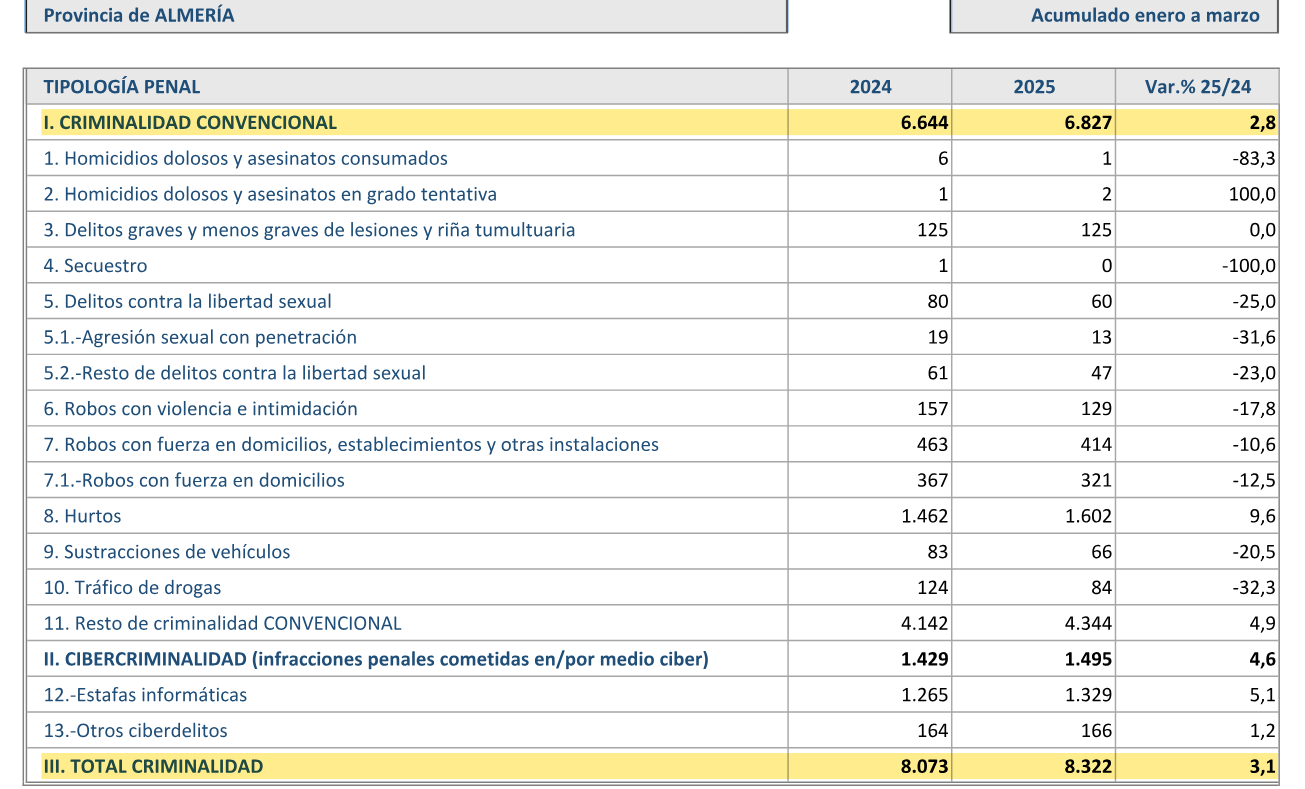 Provincia de ALMERÍA Acumulado enero a marzo
TIPOLOGÍA PENAL 2024 2025 Var.% 25/24
I. CRIMINALIDAD CONVENCIONAL 6.644 6.827 2,8
1. Homicidios dolosos y asesinatos consumados 6 1 -83,3
2. Homicidios dolosos y asesinatos en grado tentativa 1 2 100,0
3. Delitos graves y menos graves de lesiones y riña tumultuaria 125 125 0,0
4. Secuestro 1 0 -100,0
5. Delitos contra la libertad sexual 80 60 -25,0
5.1.-Agresión sexual con penetración 19 13 -31,6
5.2.-Resto de delitos contra la libertad sexual 61 47 -23,0
6. Robos con violencia e intimidación 157 129 -17,8
7. Robos con fuerza en domicilios, establecimientos y otras instalaciones 463 414 -10,6
7.1.-Robos con fuerza en domicilios 367 321 -12,5
8. Hurtos 1.462 1.602 9,6
9. Sustracciones de vehículos 83 66 -20,5
10. Tráfico de drogas 124 84 -32,3
11. Resto de criminalidad CONVENCIONAL 4.142 4.344 4,9
II. CIBERCRIMINALIDAD (infracciones penales cometidas en/por medio ciber) 1.429 1.495 4,6
12.-Estafas informáticas 1.265 1.329 5,1
13.-Otros ciberdelitos 164 166 1,2
III. TOTAL CRIMINALIDAD 8.073 8.322 3,1